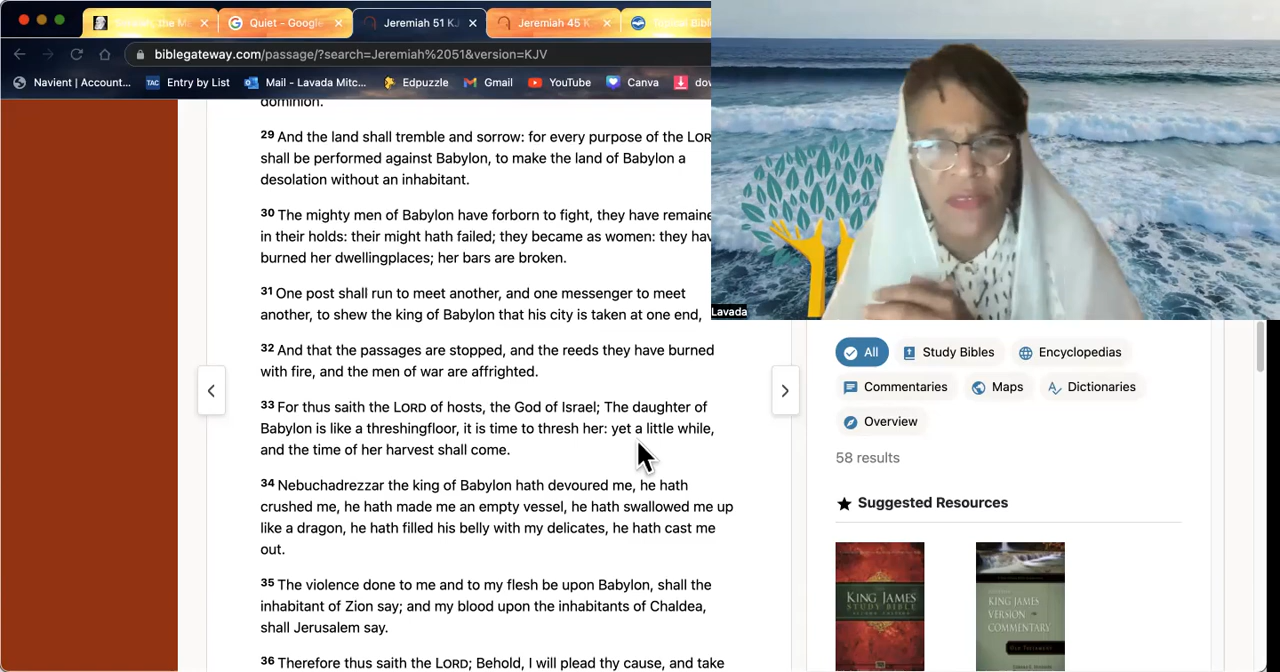 Quiet - Google
Jeremiah 51 KJ
Jeremiah 45 K
biblegateway.com/passage/?search=Jeremiah%2051&version=KJV
Navient | Account...
TAC
Entry by List
Mail - Lavada Mitc...
Edpuzzle
Gmail
YouTube
Canva
dov
dominion.
29 And the land shall tremble and sorrow: for every purpose of the LOR
shall be performed against Babylon, to make the land of Babylon a
desolation without an inhabitant.
30 The mighty men of Babylon have forborn to fight, they have remaine
in their holds: their might hath failed; they became as women: they hav
burned her dwellingplaces; her bars are broken.
31 One post shall run to meet another, and one messenger to meet
another, to shew the king of Babylon that his city is taken at one end,
32 And that the passages are stopped, and the reeds they have burned
with fire, and the men of war are affrighted.
33 For thus saith the LORD of hosts, the God of Israel; The daughter of
Babylon is like a threshingfloor, it is time to thresh her: yet a little while,
and the time of her harvest shall come.
34 Nebuchadrezzar the king of Babylon hath devoured me, he hath
crushed me, he hath made me an empty vessel, he hath swallowed me up
like a dragon, he hath filled his belly with my delicates, he hath cast me
out.
35 The violence done to me and to my flesh be upon Babylon, shall the
inhabitant of Zion say; and my blood upon the inhabitants of Chaldea,
shall Jerusalem say.
36 Therefore thus saith the LORD; Behold, I will plead thy cause, and take
Lavada
All
Study Bibles
Encyclopedias
Commentaries
Maps
Dictionaries
Overview
58 results
Suggested Resources
KING JAMES
STUDY BIBLE
KING JAMES
VERSION
COMMENTARY